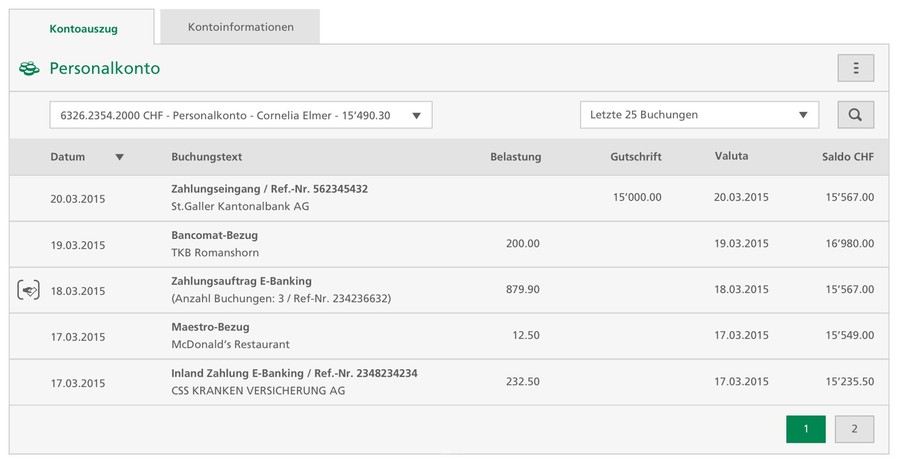 Kontoauszug
Kontoinformationen
Personalkonto
6326.2354.2000 CHF - Personalkonto - Cornelia Elmer - 15’490.30
Letzte 25 Buchungen
Datum Buchungstext Belastung Gutschrift Valuta Saldo CHF
20.03.2015 Zahlungseingang / Ref.-Nr. 562345432 15’000.00 20.03.2015 15’567.00
St.Galler Kantonalbank AG
19.03.2015 Bancomat-Bezug 200.00 19.03.2015 16’980.00
TKB Romanshorn
18.03.2015 Zahlungsauftrag E-Banking 879.90 18.03.2015 15’567.00
(Anzahl Buchungen: 3 / Ref-Nr. 234236632)
17.03.2015 Maestro-Bezug 12.50 17.03.2015 15’549.00
McDonald’s Restaurant
17.03.2015 Inland Zahlung E-Banking / Ref.-Nr. 2348234234 232.50 17.03.2015 15’235.50
CSS KRANKEN VERSICHERUNG AG
1 2